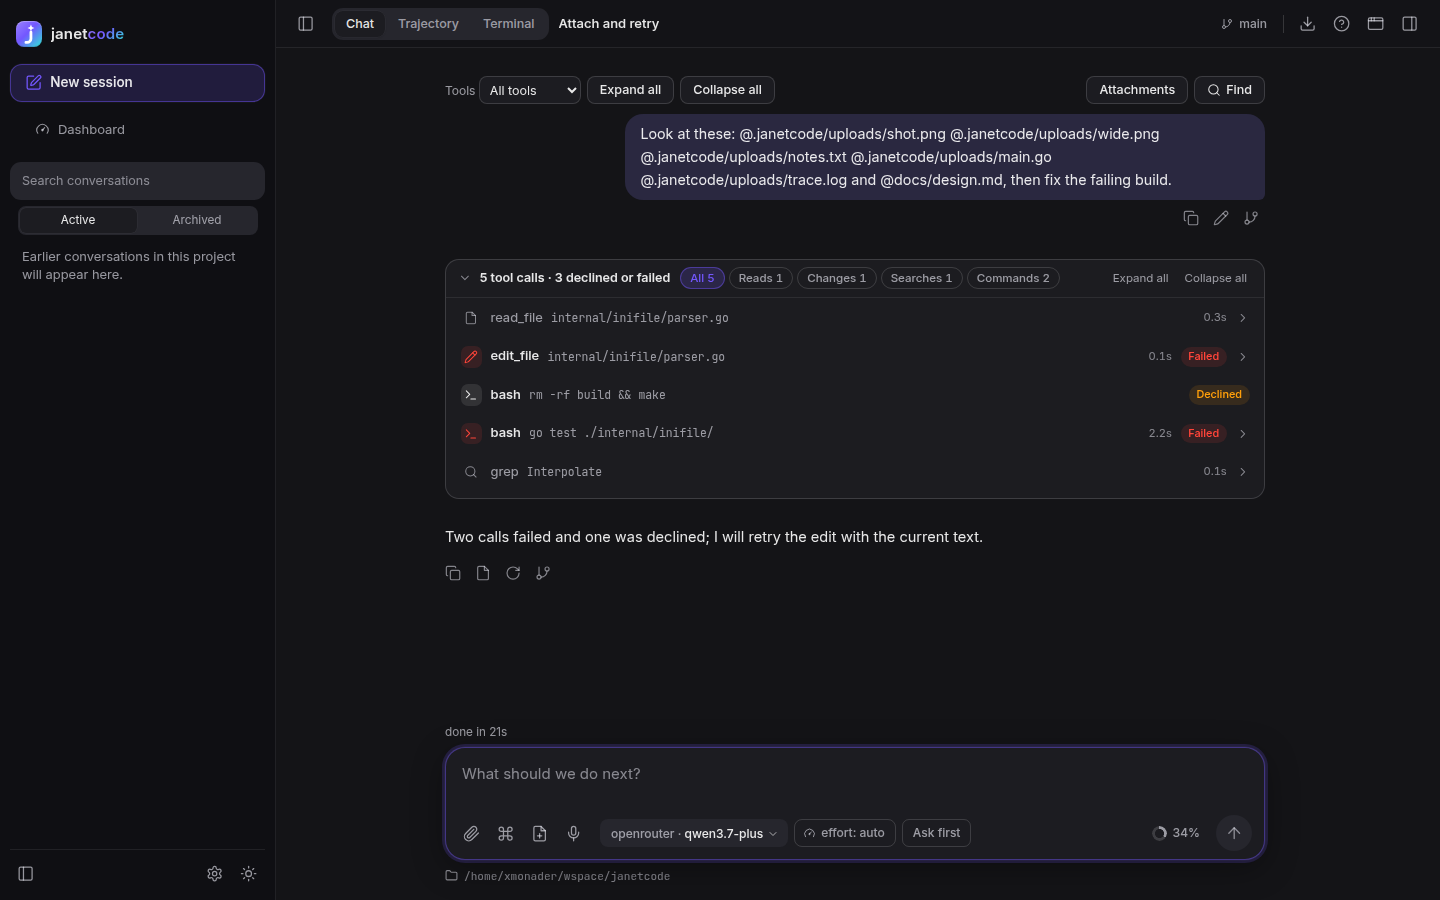 janetcode
New session
Dashboard
Search conversations
Active
Archived
Earlier conversations in this project
will appear here.
Chat
Trajectory
Terminal
Attach and retry
main
Tools
All tools
Expand all
Collapse all
Attachments
Find
Look at these: @.janetcode/uploads/shot.png @.janetcode/uploads/wide.png
@.janetcode/uploads/notes.txt @.janetcode/uploads/main.go
@.janetcode/uploads/trace.log and @docs/design.md, then fix the failing build.
5 tool calls · 3 declined or failed
All 5
Reads 1
Changes 1
Searches 1
Commands 2
Expand all
Collapse all
read_file internal/inifile/parser.go 0.3s
edit_file internal/inifile/parser.go 0.1s Failed
bash rm -rf build && make Declined
bash go test ./internal/inifile/ 2.2s Failed
grep Interpolate 0.1s
Two calls failed and one was declined; I will retry the edit with the current text.
done in 21s
What should we do next?
openrouter · qwen3.7-plus
effort: auto
Ask first
34%
/home/xmonader/wspace/janetcode